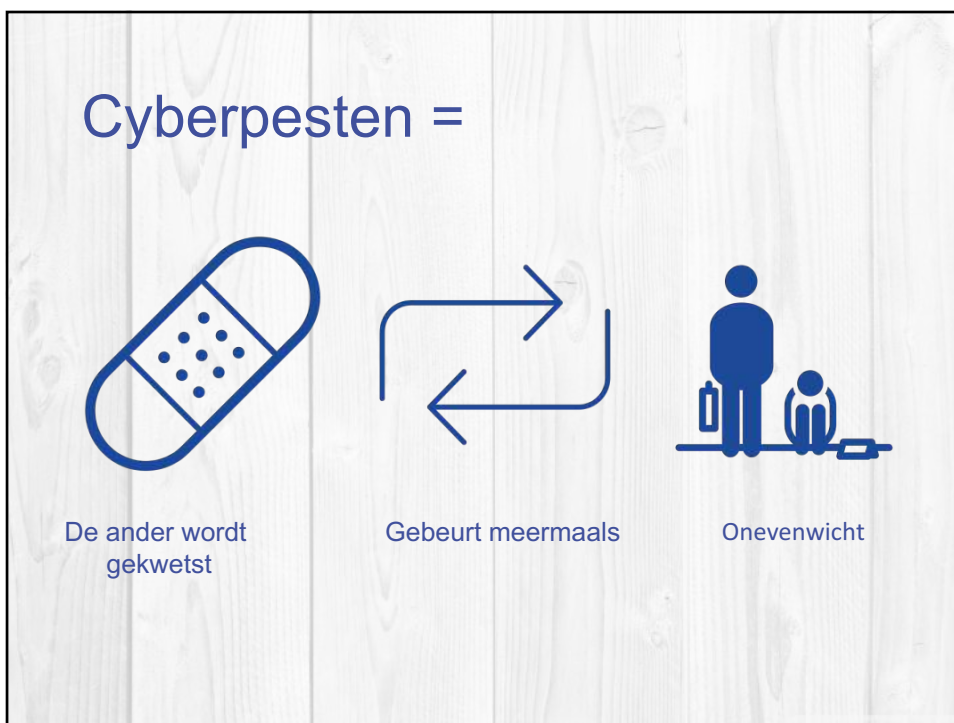 Cyberpesten =
De ander wordt
gekwetst
Gebeurt meermaals
Onevenwicht